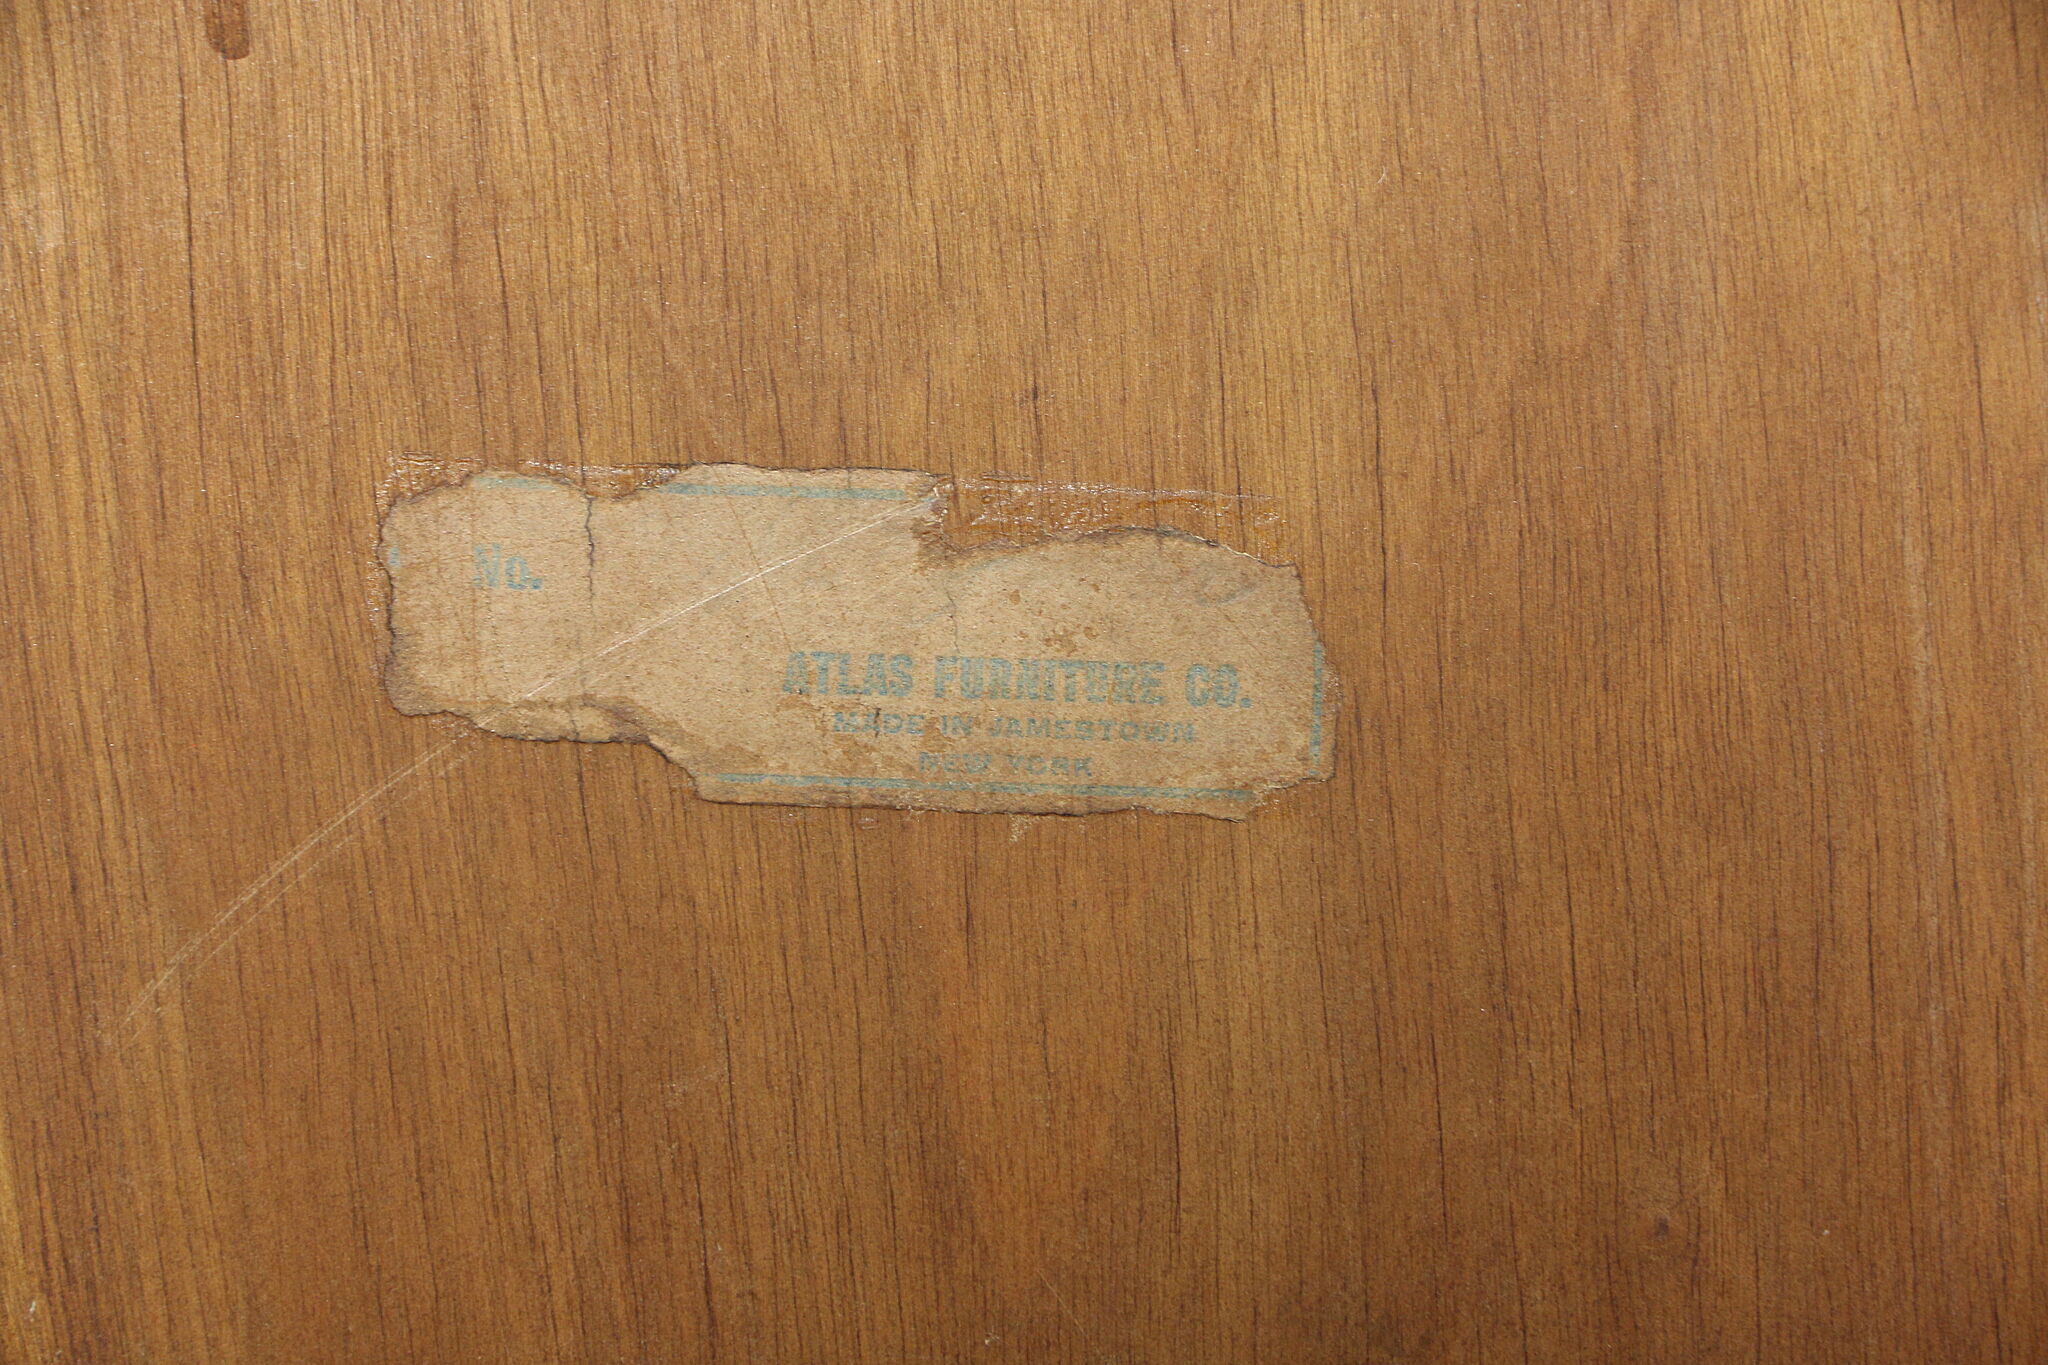 No.
ATLAS FURNITURE CO.
MADE IN JAMESTOWN
NEW YORK